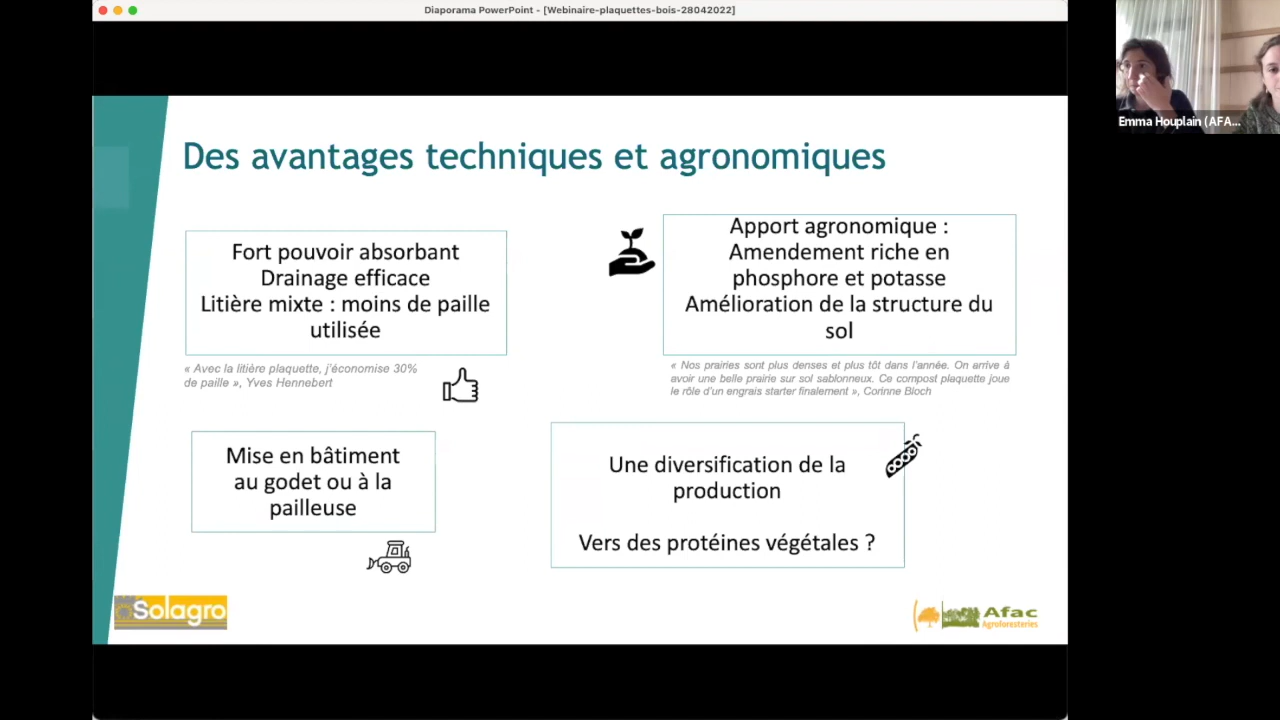 Diaporama PowerPoint - [Webinaire-plaquettes-bois-28042022]
Emma Houplain (AFA...
Des avantages techniques et agronomiques
Fort pouvoir absorbant
Drainage efficace
Litière mixte : moins de paille
utilisée
« Avec la litière plaquette, j'économise 30%
de paille », Yves Hennebert
Apport agronomique :
Amendement riche en
phosphore et potasse
Amélioration de la structure du
sol
« Nos prairies sont plus denses et plus tôt dans l'année. On arrive à
avoir une belle prairie sur sol sablonneux. Ce compost plaquette joue
le rôle d'un engrais starter finalement », Corinne Bloch
Mise en bâtiment
au godet ou à la
pailleuse
Une diversification de la
production
Vers des protéines végétales ?
Solagro
Afac
Agroforesteries